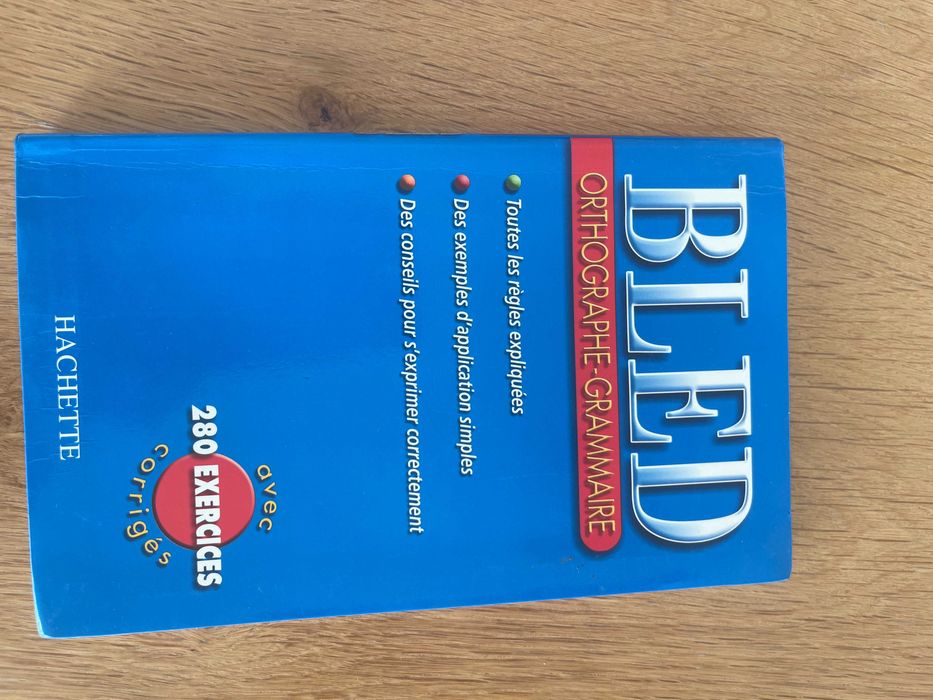 BLED
ORTHOGRAPHE-GRAMMAIRE
Toutes les règles expliquées
Des exemples d'application simples
Des conseils pour s'exprimer correctement
avec
280 EXERCICES
corrigés
HACHETTE